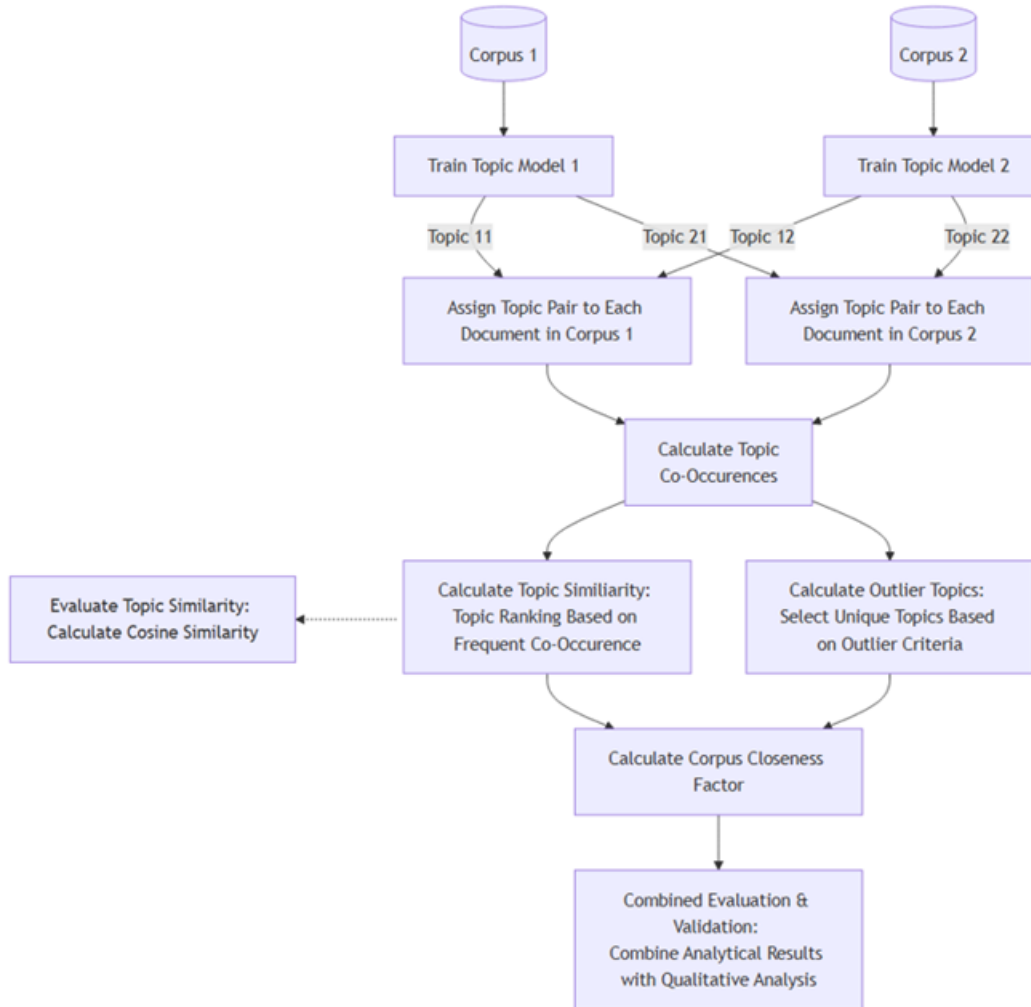 Corpus 1
Corpus 2
Train Topic Model 1
Train Topic Model 2
Topic 11
Topic 21
Topic 12
Topic 22
Assign Topic Pair to Each
Document in Corpus 1
Assign Topic Pair to Each
Document in Corpus 2
Calculate Topic
Co-Occurences
Evaluate Topic Similarity:
Calculate Cosine Similarity
Calculate Topic Similiarity:
Topic Ranking Based on
Frequent Co-Occurence
Calculate Outlier Topics:
Select Unique Topics Based
on Outlier Criteria
Calculate Corpus Closeness
Factor
Combined Evaluation &
Validation:
Combine Analytical Results
with Qualitative Analysis